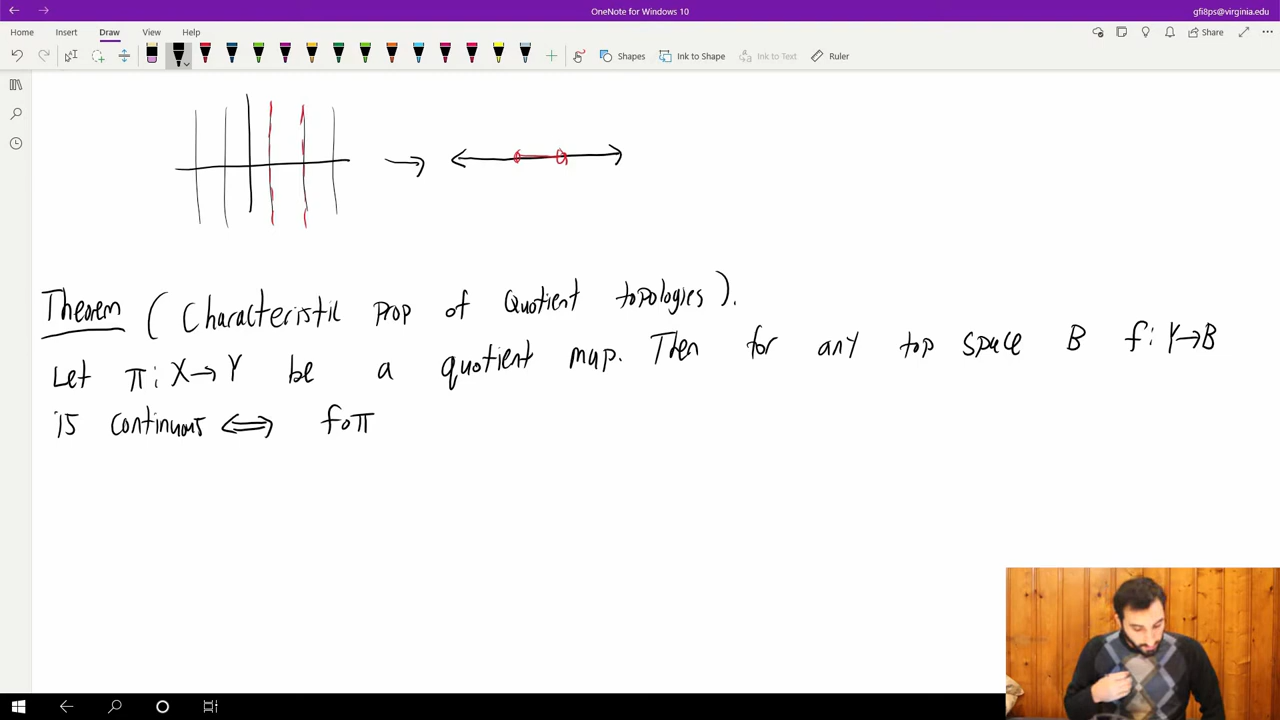 OneNote for Windows 10
gfi8ps@virginia.edu
Home Insert Draw View Help
Share
Shapes Ink to Shape Ink to Text Ruler
Theorem (Characteristic prop of Quotient topologies).
Let π: X→Y be a quotient map. Then for any top space B f: Y→B
is continuous ⟺ f∘π